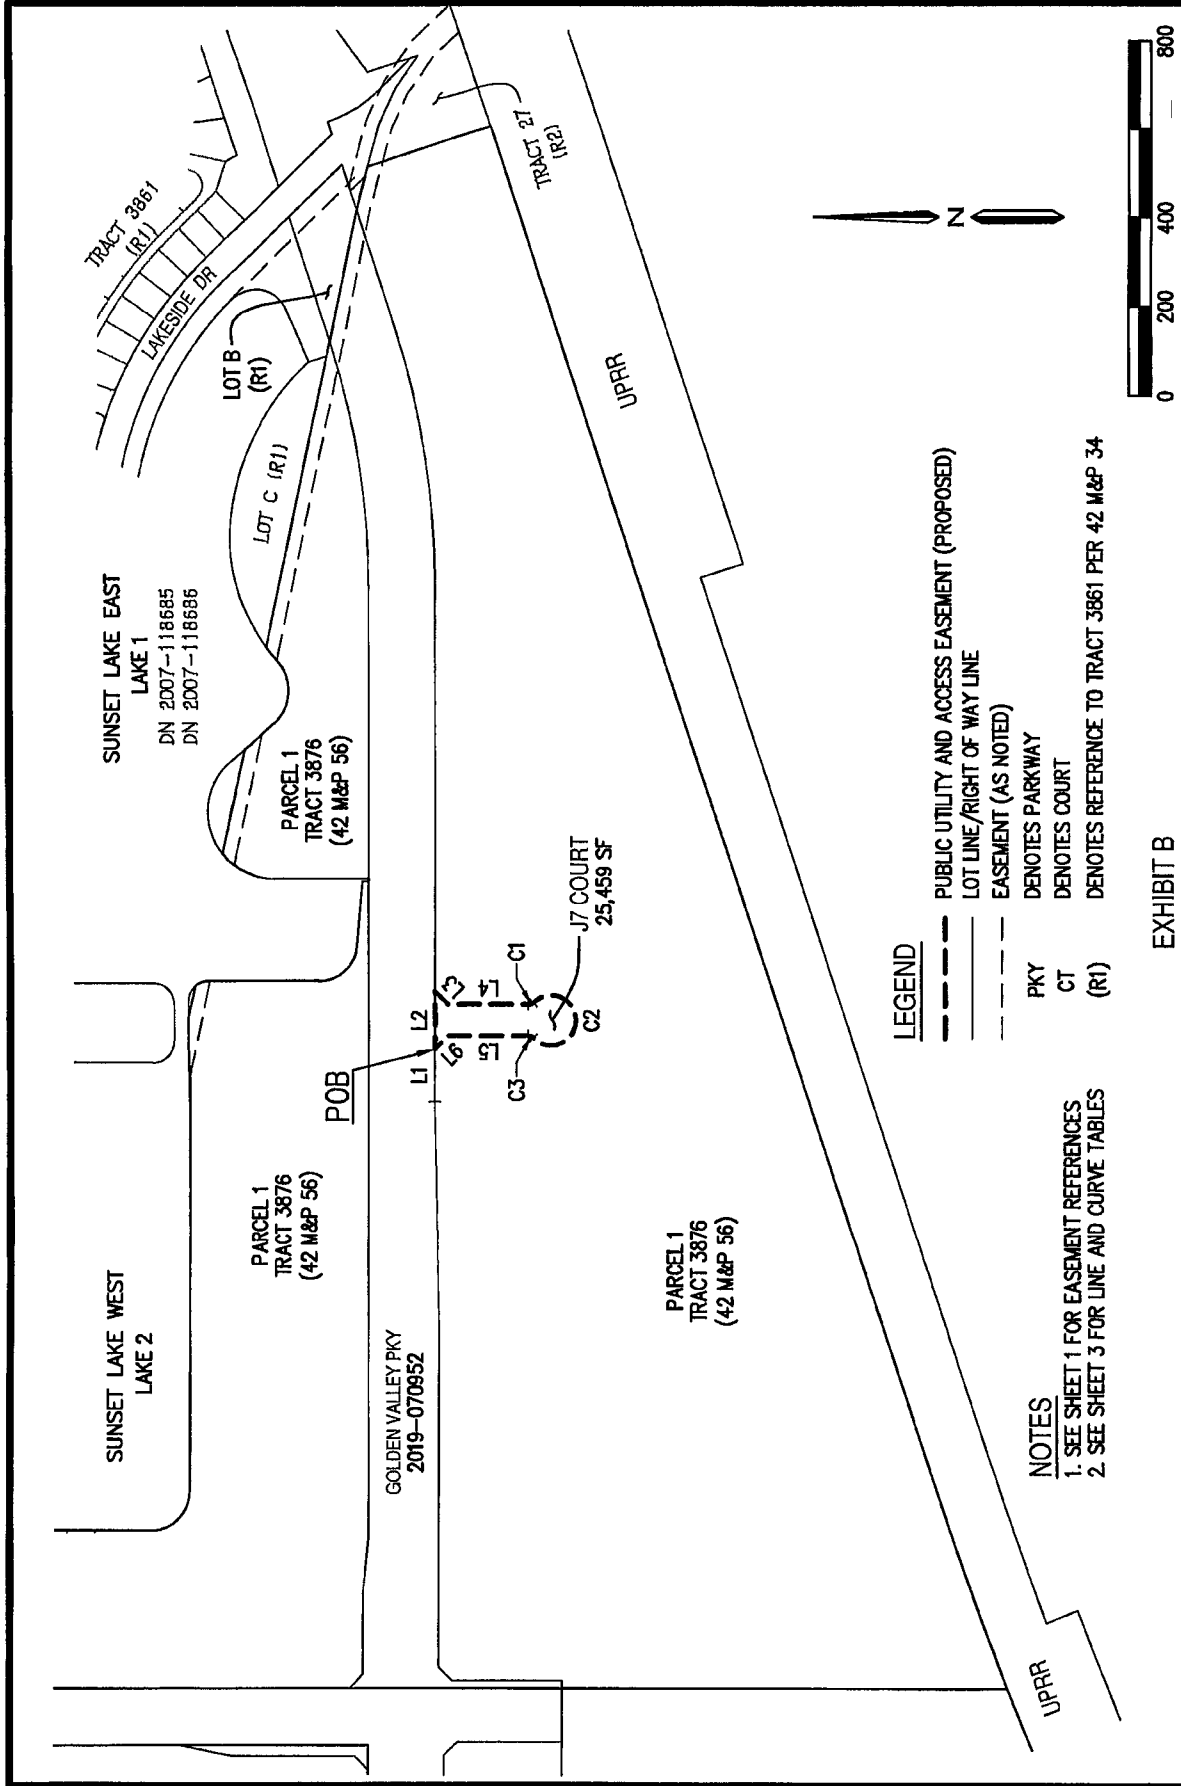 SUNSET LAKE WEST
LAKE 2
SUNSET LAKE EAST
LAKE 1
DN 2007-118685
DN 2007-118686
TRACT 3861
(R1)
LAKESIDE DR
LOT B
(R1)
LOT C (R1)
PARCEL 1
TRACT 3876
(42 M&P 56)
PARCEL 1
TRACT 3876
(42 M&P 56)
GOLDEN VALLEY PKY
2019-070952
POB
L1
L2
L3
L4
L5
L6
C1
C2
C3
J7 COURT
25,459 SF
TRACT 27
(R2)
PARCEL 1
TRACT 3876
(42 M&P 56)
UPRR
UPRR
N
NOTES
1. SEE SHEET 1 FOR EASEMENT REFERENCES
2. SEE SHEET 3 FOR LINE AND CURVE TABLES
LEGEND
PUBLIC UTILITY AND ACCESS EASEMENT (PROPOSED)
LOT LINE/RIGHT OF WAY LINE
EASEMENT (AS NOTED)
PKY DENOTES PARKWAY
CT DENOTES COURT
(R1) DENOTES REFERENCE TO TRACT 3861 PER 42 M&P 34
0 200 400 800
EXHIBIT B